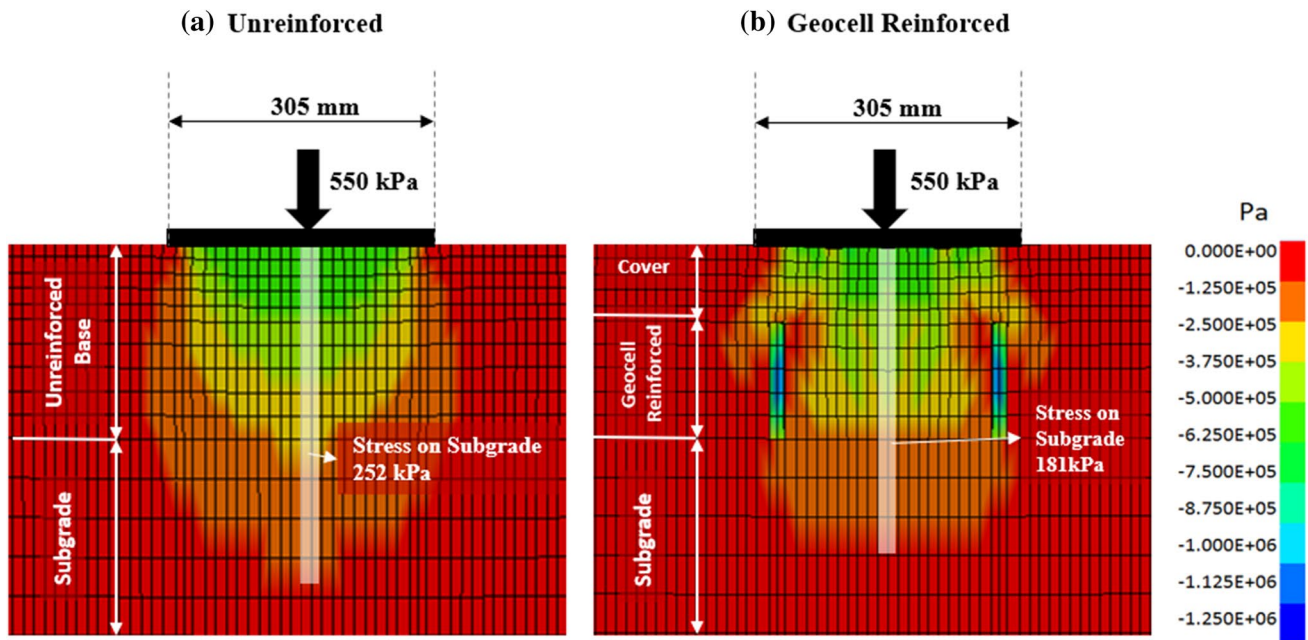 (a) Unreinforced
(b) Geocell Reinforced
305 mm
305 mm
550 kPa
550 kPa
Unreinforced
Base
Subgrade
Stress on Subgrade
252 kPa
Cover
Geocell
Reinforced
Subgrade
Stress on
Subgrade
181kPa
Pa
0.000E+00
-1.250E+05
-2.500E+05
-3.750E+05
-5.000E+05
-6.250E+05
-7.500E+05
-8.750E+05
-1.000E+06
-1.125E+06
-1.250E+06